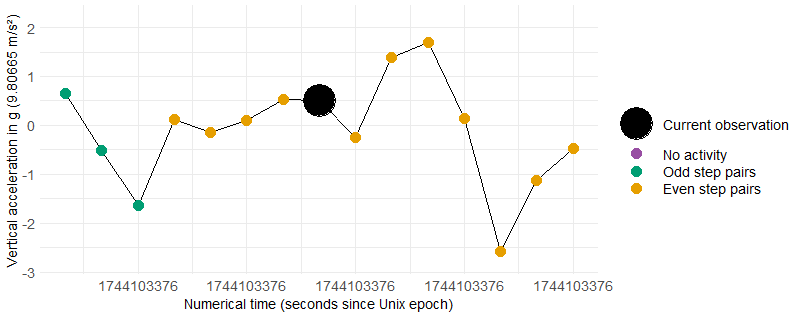 Vertical acceleration in g (9.80665 m/s²)
2
1
0
-1
-2
-3
1744103376 1744103376 1744103376 1744103376 1744103376
Numerical time (seconds since Unix epoch)
Current observation
No activity
Odd step pairs
Even step pairs